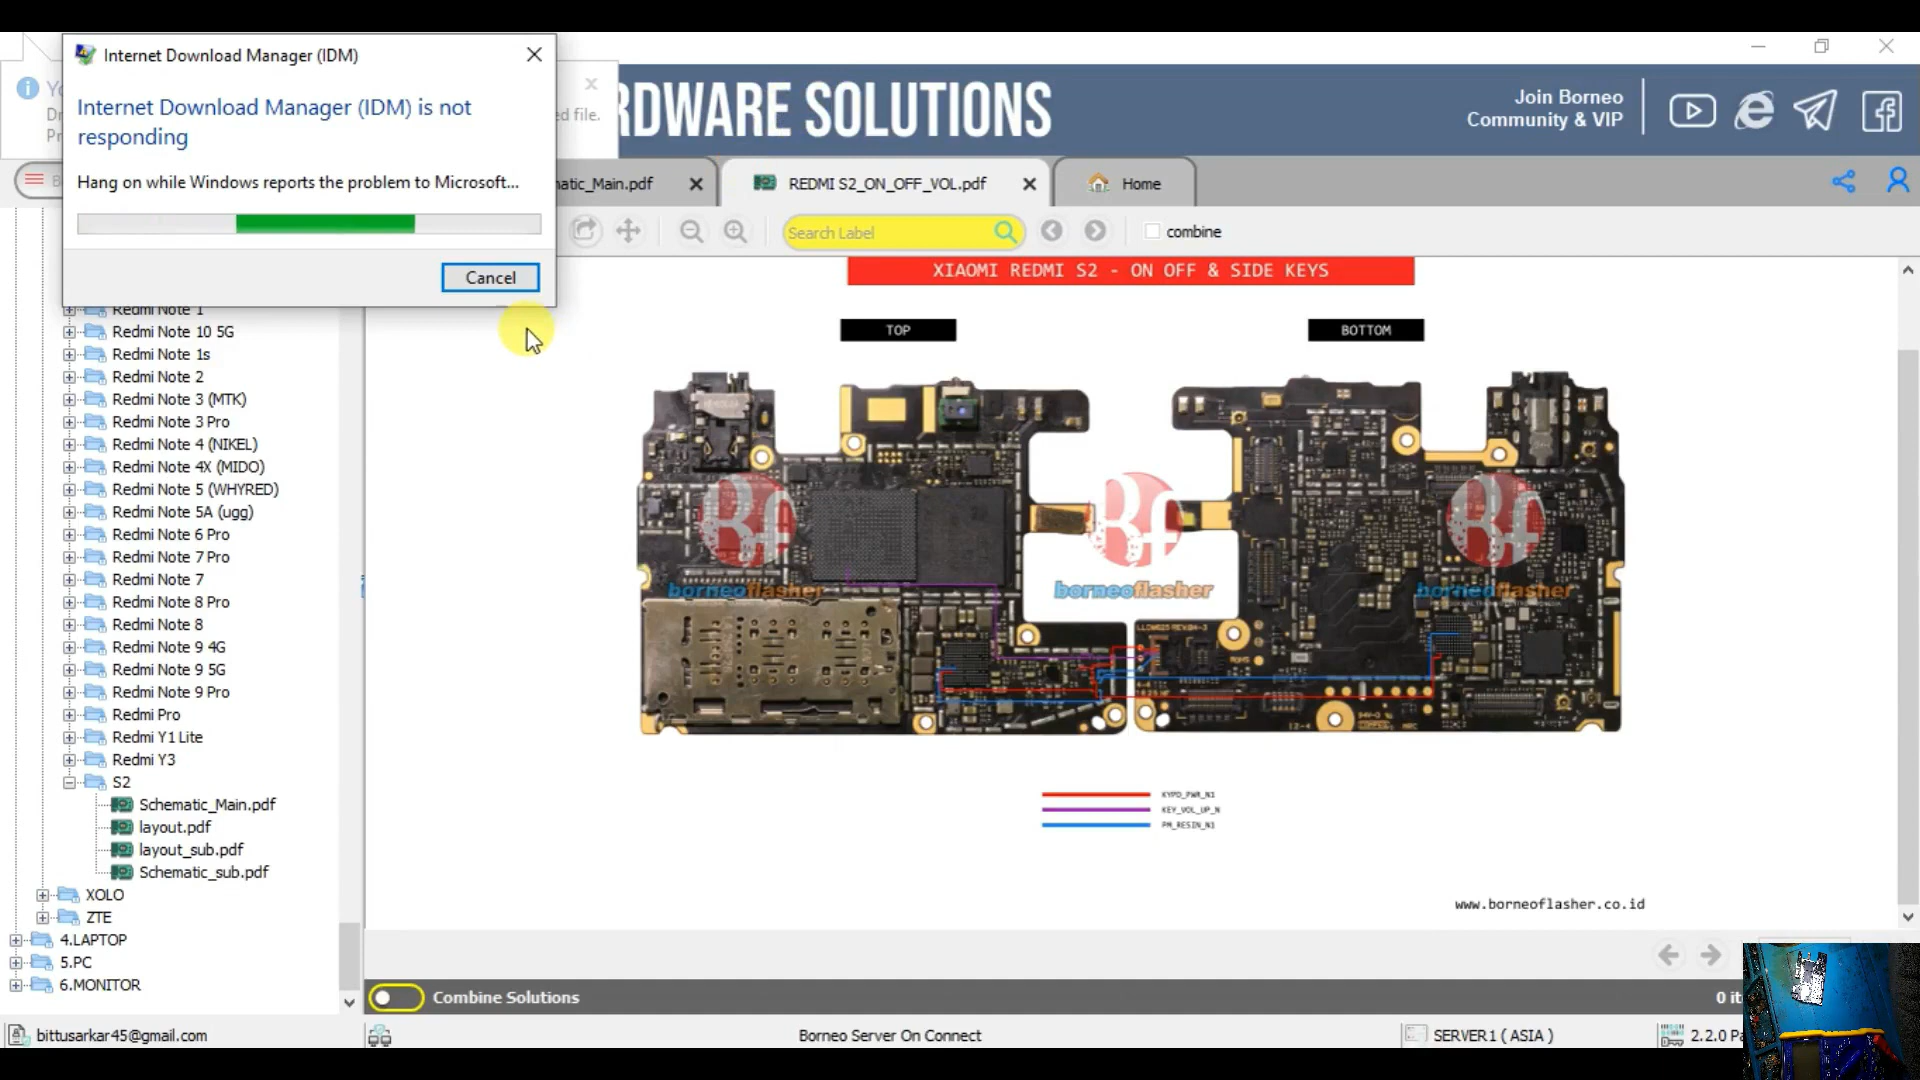 Internet Download Manager (IDM)
Internet Download Manager (IDM) is not
responding
Hang on while Windows reports the problem to Microsoft...
Cancel
ed file.
RDWARE SOLUTIONS
Join Borneo
Community & VIP
atic_Main.pdf
REDMI S2_ON_OFF_VOL.pdf
Home
Search Label
combine
Redmi Note 1
Redmi Note 10 5G
Redmi Note 1s
Redmi Note 2
Redmi Note 3 (MTK)
Redmi Note 3 Pro
Redmi Note 4 (NIKEL)
Redmi Note 4X (MIDO)
Redmi Note 5 (WHYRED)
Redmi Note 5A (ugg)
Redmi Note 6 Pro
Redmi Note 7 Pro
Redmi Note 7
Redmi Note 8 Pro
Redmi Note 8
Redmi Note 9 4G
Redmi Note 9 5G
Redmi Note 9 Pro
Redmi Pro
Redmi Y1 Lite
Redmi Y3
S2
Schematic_Main.pdf
layout.pdf
layout_sub.pdf
Schematic_sub.pdf
XOLO
ZTE
4.LAPTOP
5.PC
6.MONITOR
XIAOMI REDMI S2 - ON OFF & SIDE KEYS
TOP
BOTTOM
borneoflasher
borneoflasher
borneoflasher
KYPD_PWR_N1
KEY_VOL_UP_N
PM_RESIN_N1
www.borneoflasher.co.id
Combine Solutions
0 it
bittusarkar45@gmail.com
Borneo Server On Connect
SERVER1 ( ASIA )
2.2.0 Pa